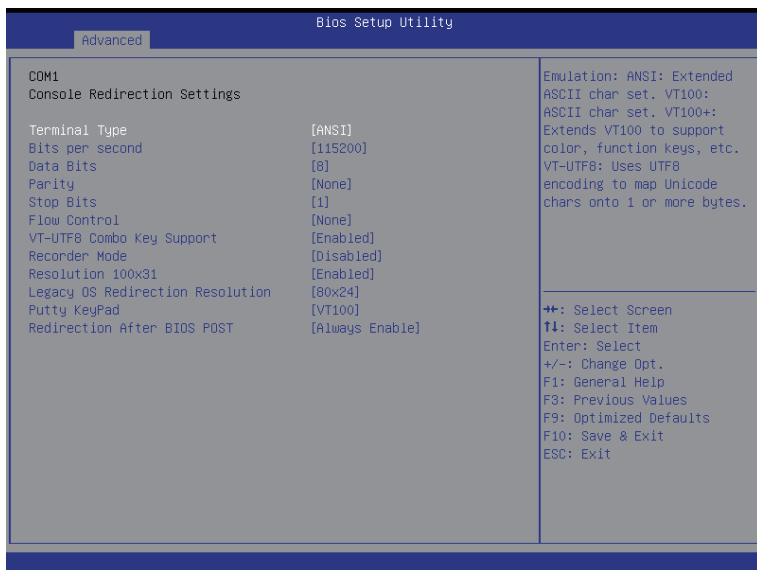 Bios Setup Utility
Advanced
COM1
Console Redirection Settings
Terminal Type [ANSI]
Bits per second [115200]
Data Bits [8]
Parity [None]
Stop Bits [1]
Flow Control [None]
VT-UTF8 Combo Key Support [Enabled]
Recorder Mode [Disabled]
Resolution 100x31 [Enabled]
Legacy OS Redirection Resolution [80x24]
Putty KeyPad [VT100]
Redirection After BIOS POST [Always Enable]
Emulation: ANSI: Extended
ASCII char set. VT100:
ASCII char set. VT100+:
Extends VT100 to support
color, function keys, etc.
VT-UTF8: Uses UTF8
encoding to map Unicode
chars onto 1 or more bytes.
→←: Select Screen
↑↓: Select Item
Enter: Select
+/-: Change Opt.
F1: General Help
F3: Previous Values
F9: Optimized Defaults
F10: Save & Exit
ESC: Exit